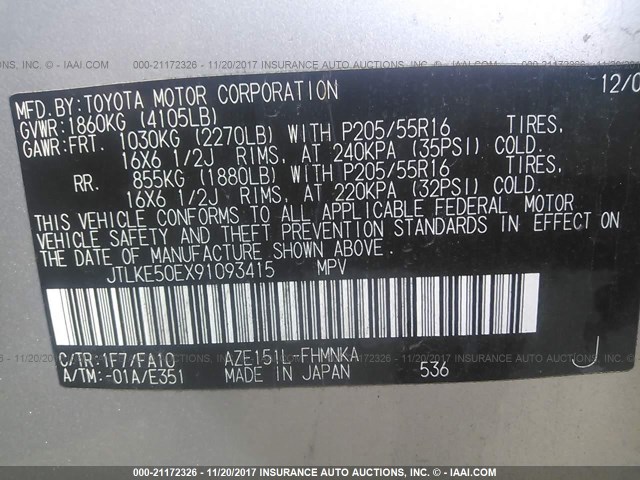 000-21172326 - 11/20/2017 INSURANCE AUTO AUCTIONS, INC. - © IAAI.COM
MFD.BY:TOYOTA MOTOR CORPORATION 12/0
GVWR:1860KG (4105LB)
GAWR:FRT. 1030KG (2270LB) WITH P205/55R16 TIRES,
16X6 1/2J RIMS, AT 240KPA (35PSI) COLD.
RR. 855KG (1880LB) WITH P205/55R16 TIRES,
16X6 1/2J RIMS, AT 220KPA (32PSI) COLD.
THIS VEHICLE CONFORMS TO ALL APPLICABLE FEDERAL MOTOR
VEHICLE SAFETY AND THEFT PREVENTION STANDARDS IN EFFECT ON
THE DATE OF MANUFACTURE SHOWN ABOVE.
JTLKE50EX91093415 MPV
C/TR:1F7/FA10 AZE151L-FHMNKA
A/TM:-01A/E351 MADE IN JAPAN 536 J
000-21172326 - 11/20/2017 INSURANCE AUTO AUCTIONS, INC. - © IAAI.COM